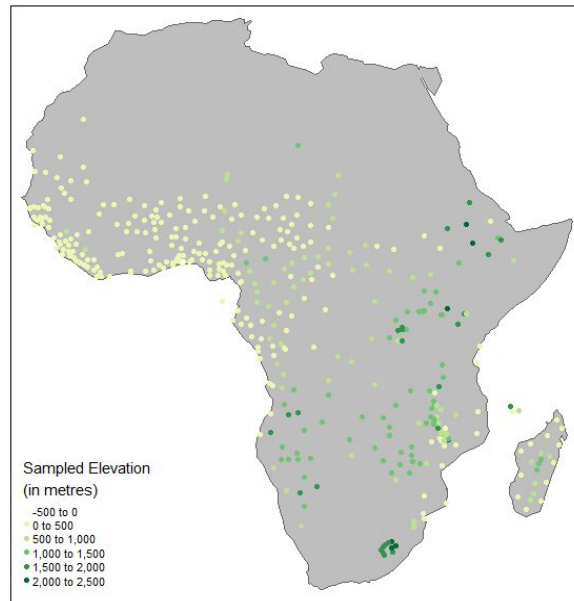 Sampled Elevation
(in metres)
-500 to 0
0 to 500
500 to 1,000
1,000 to 1,500
1,500 to 2,000
2,000 to 2,500